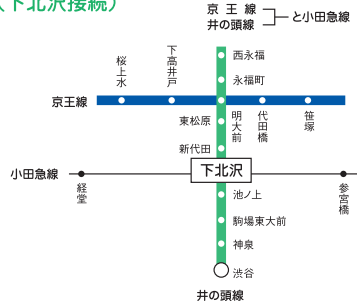 （下北沢接続）
京王線
井の頭線
と小田急線
西永福
永福町
桜上水
下高井戸
京王線
明大前
代田橋
笹塚
東松原
新代田
小田急線
下北沢
経堂
参宮橋
池ノ上
駒場東大前
神泉
渋谷
井の頭線